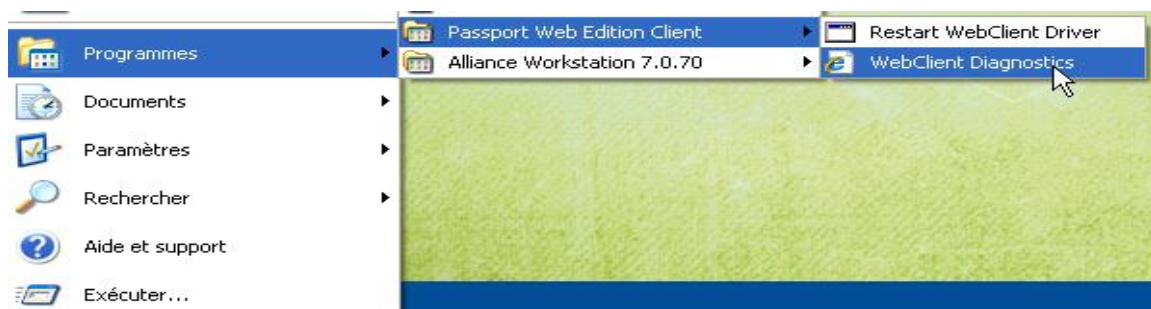 Programmes
Documents
Paramètres
Rechercher
Aide et support
Exécuter...
Passport Web Edition Client
Alliance Workstation 7.0.70
Restart WebClient Driver
WebClient Diagnostics